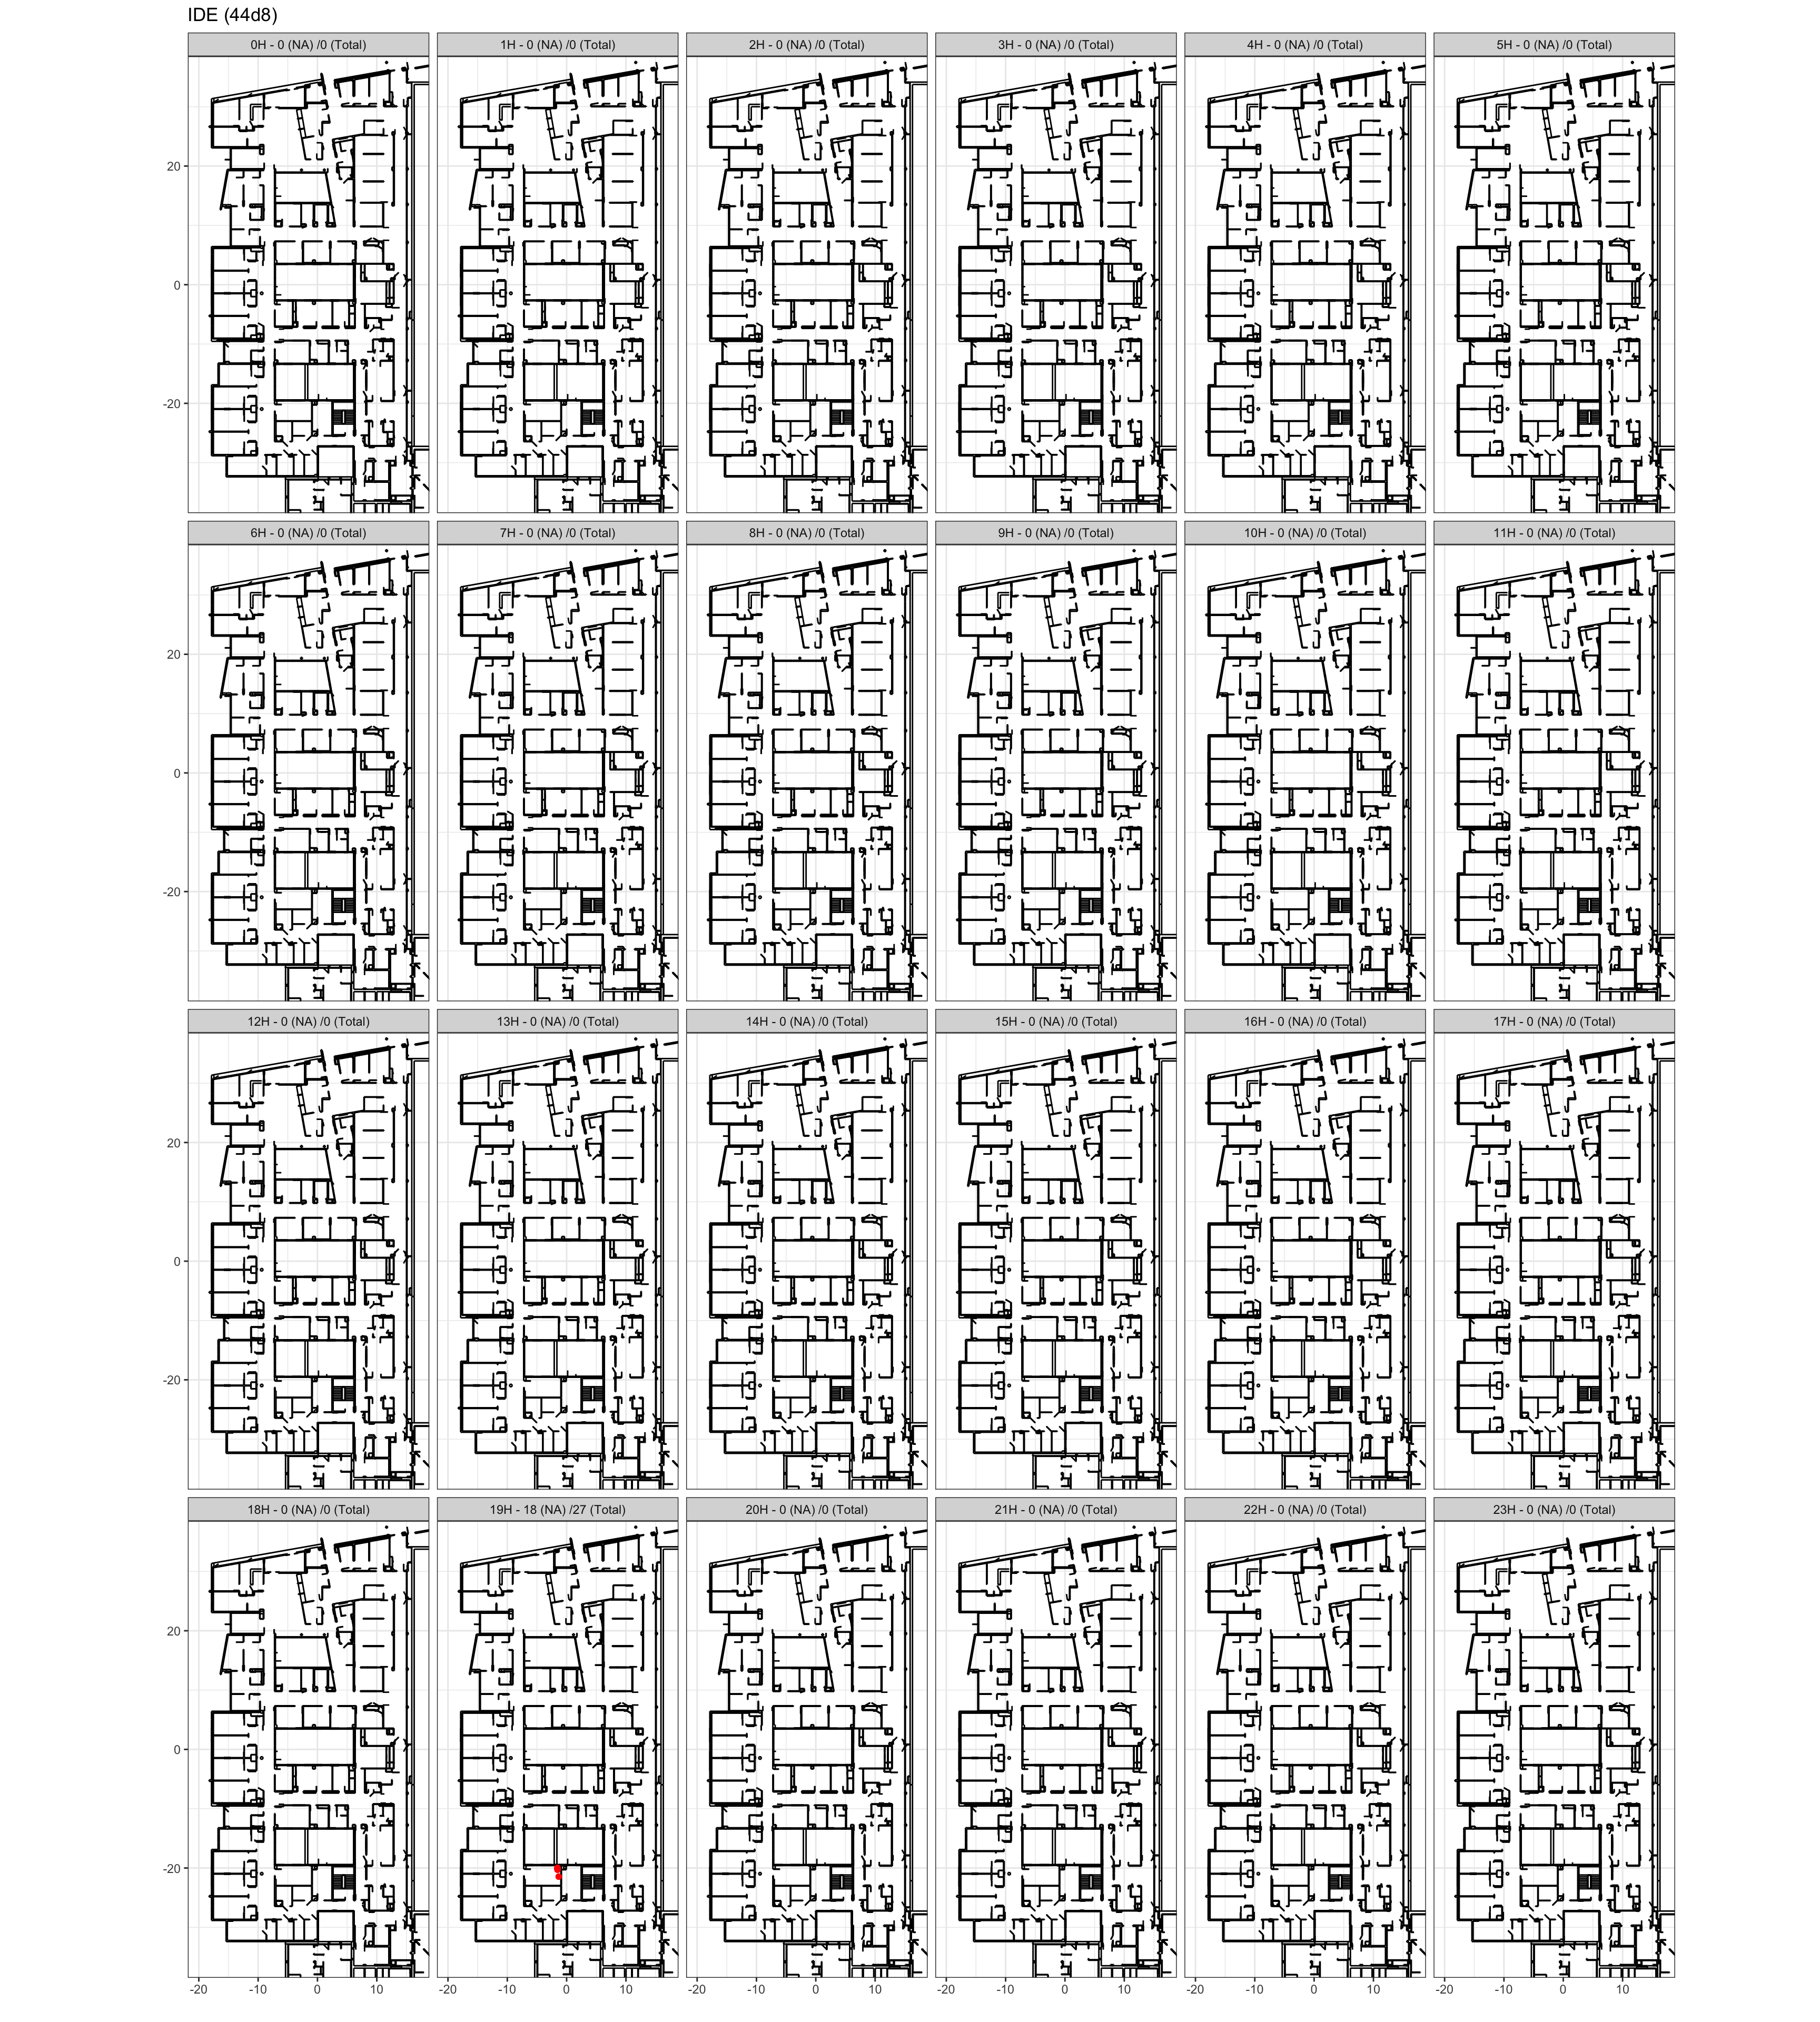 IDE (44d8)
0H - 0 (NA) /0 (Total) 1H - 0 (NA) /0 (Total) 2H - 0 (NA) /0 (Total) 3H - 0 (NA) /0 (Total) 4H - 0 (NA) /0 (Total) 5H - 0 (NA) /0 (Total)
20
0
-20
6H - 0 (NA) /0 (Total) 7H - 0 (NA) /0 (Total) 8H - 0 (NA) /0 (Total) 9H - 0 (NA) /0 (Total) 10H - 0 (NA) /0 (Total) 11H - 0 (NA) /0 (Total)
20
0
-20
12H - 0 (NA) /0 (Total) 13H - 0 (NA) /0 (Total) 14H - 0 (NA) /0 (Total) 15H - 0 (NA) /0 (Total) 16H - 0 (NA) /0 (Total) 17H - 0 (NA) /0 (Total)
20
0
-20
18H - 0 (NA) /0 (Total) 19H - 18 (NA) /27 (Total) 20H - 0 (NA) /0 (Total) 21H - 0 (NA) /0 (Total) 22H - 0 (NA) /0 (Total) 23H - 0 (NA) /0 (Total)
20
0
-20
-20 -10 0 10 -20 -10 0 10 -20 -10 0 10 -20 -10 0 10 -20 -10 0 10 -20 -10 0 10